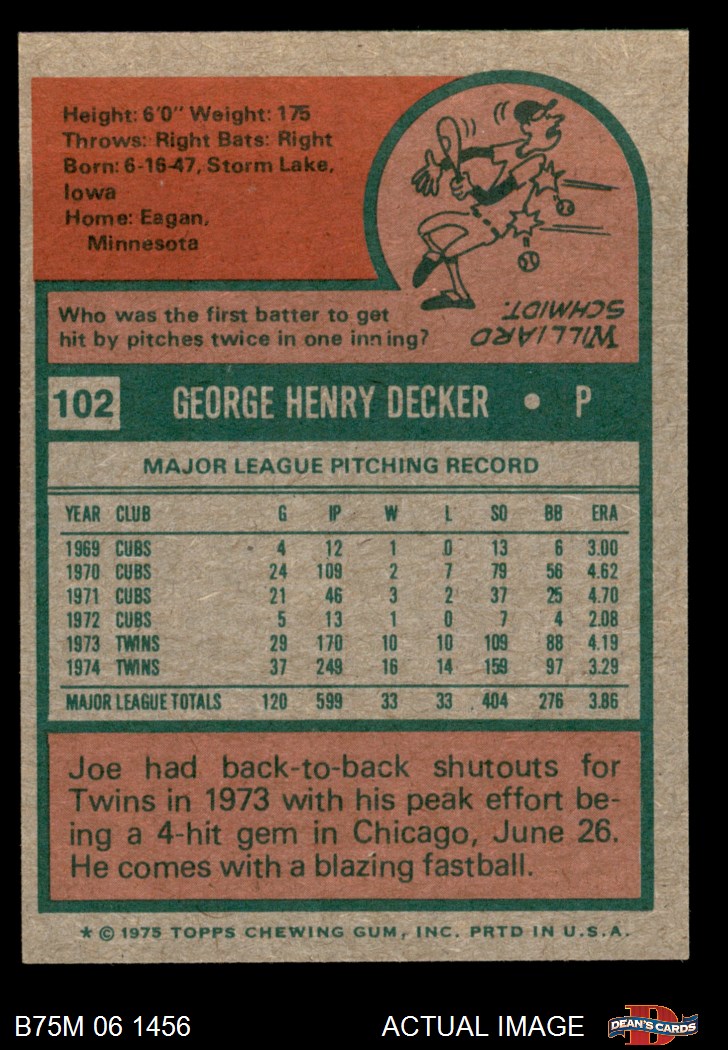 Height: 6'0" Weight: 175
Throws: Right Bats: Right
Born: 6-16-47, Storm Lake,
Iowa
Home: Eagan,
Minnesota
Who was the first batter to get
hit by pitches twice in one inning?
WILLIARD
SCHMIDT.
102 GEORGE HENRY DECKER • P
MAJOR LEAGUE PITCHING RECORD
YEAR CLUB G IP W L SO BB ERA
1969 CUBS 4 12 1 0 13 6 3.00
1970 CUBS 24 109 2 7 79 56 4.62
1971 CUBS 21 46 3 2 37 25 4.70
1972 CUBS 5 13 1 0 7 4 2.08
1973 TWINS 29 170 10 10 109 88 4.19
1974 TWINS 37 249 16 14 159 97 3.29
MAJOR LEAGUE TOTALS 120 599 33 33 404 276 3.86
Joe had back-to-back shutouts for
Twins in 1973 with his peak effort be-
ing a 4-hit gem in Chicago, June 26.
He comes with a blazing fastball.
* © 1975 TOPPS CHEWING GUM, INC. PRTD IN U.S.A.
B75M 06 1456 ACTUAL IMAGE D DEAN'S CARDS